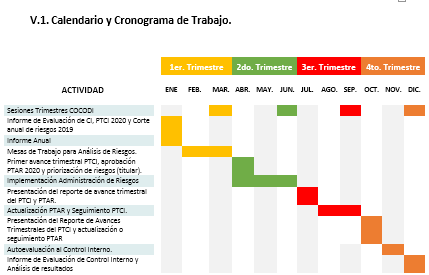 V.1. Calendario y Cronograma de Trabajo.
1er. Trimestre 2do. Trimestre 3er. Trimestre 4to. Trimestre
ACTIVIDAD ENE FEB. MAR. ABR. MAY. JUN. JUL. AGO. SEP. OCT. NOV. DIC.
Sesiones Trimestres COCODI
Informe de Evaluación de CI, PTCI 2020 y Corte
anual de riesgos 2019
Informe Anual
Mesas de Trabajo para Análisis de Riesgos.
Primer avance trimestral PTCI, aprobación
PTAR 2020 y priorización de riesgos (titular).
Implementación Administración de Riesgos
Presentación del reporte de avance trimestral
del PTCI y PTAR.
Actualización PTAR y Seguimiento PTCI.
Presentación del Reporte de Avances
Trimestrales del PTCI y actualización o
seguimiento PTAR
Autoevaluación al Control Interno.
Informe de Evaluación de Control Interno y
Análisis de resultados